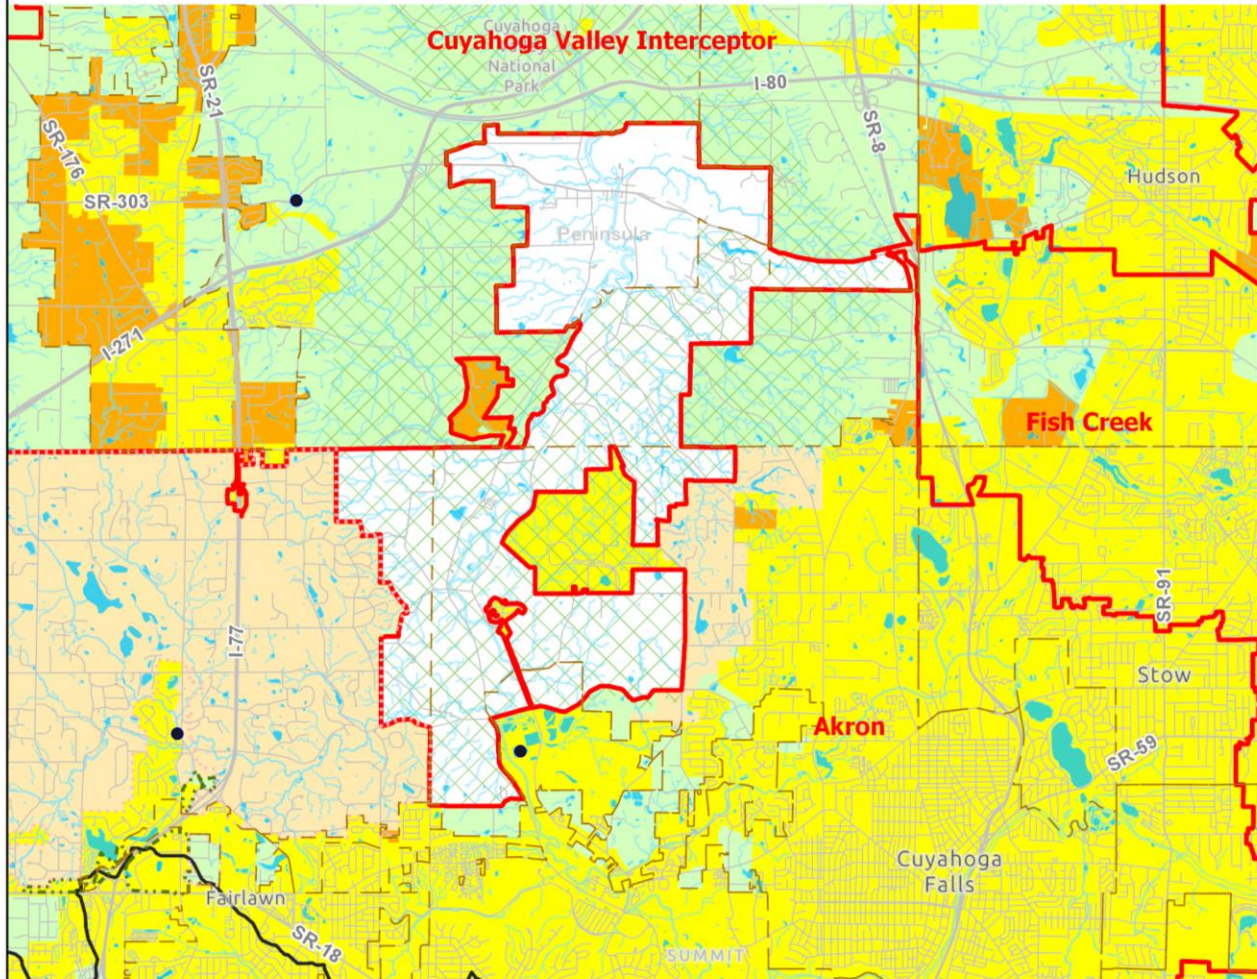 Cuyahoga
Cuyahoga Valley Interceptor
National
Park
I-80
SR-21
SR-8
SR-176
SR-303
Hudson
Peninsula
I-271
Fish Creek
I-77
SR-91
Stow
Akron
SR-59
Cuyahoga
Falls
Fairlawn
SR-18
SUMMIT